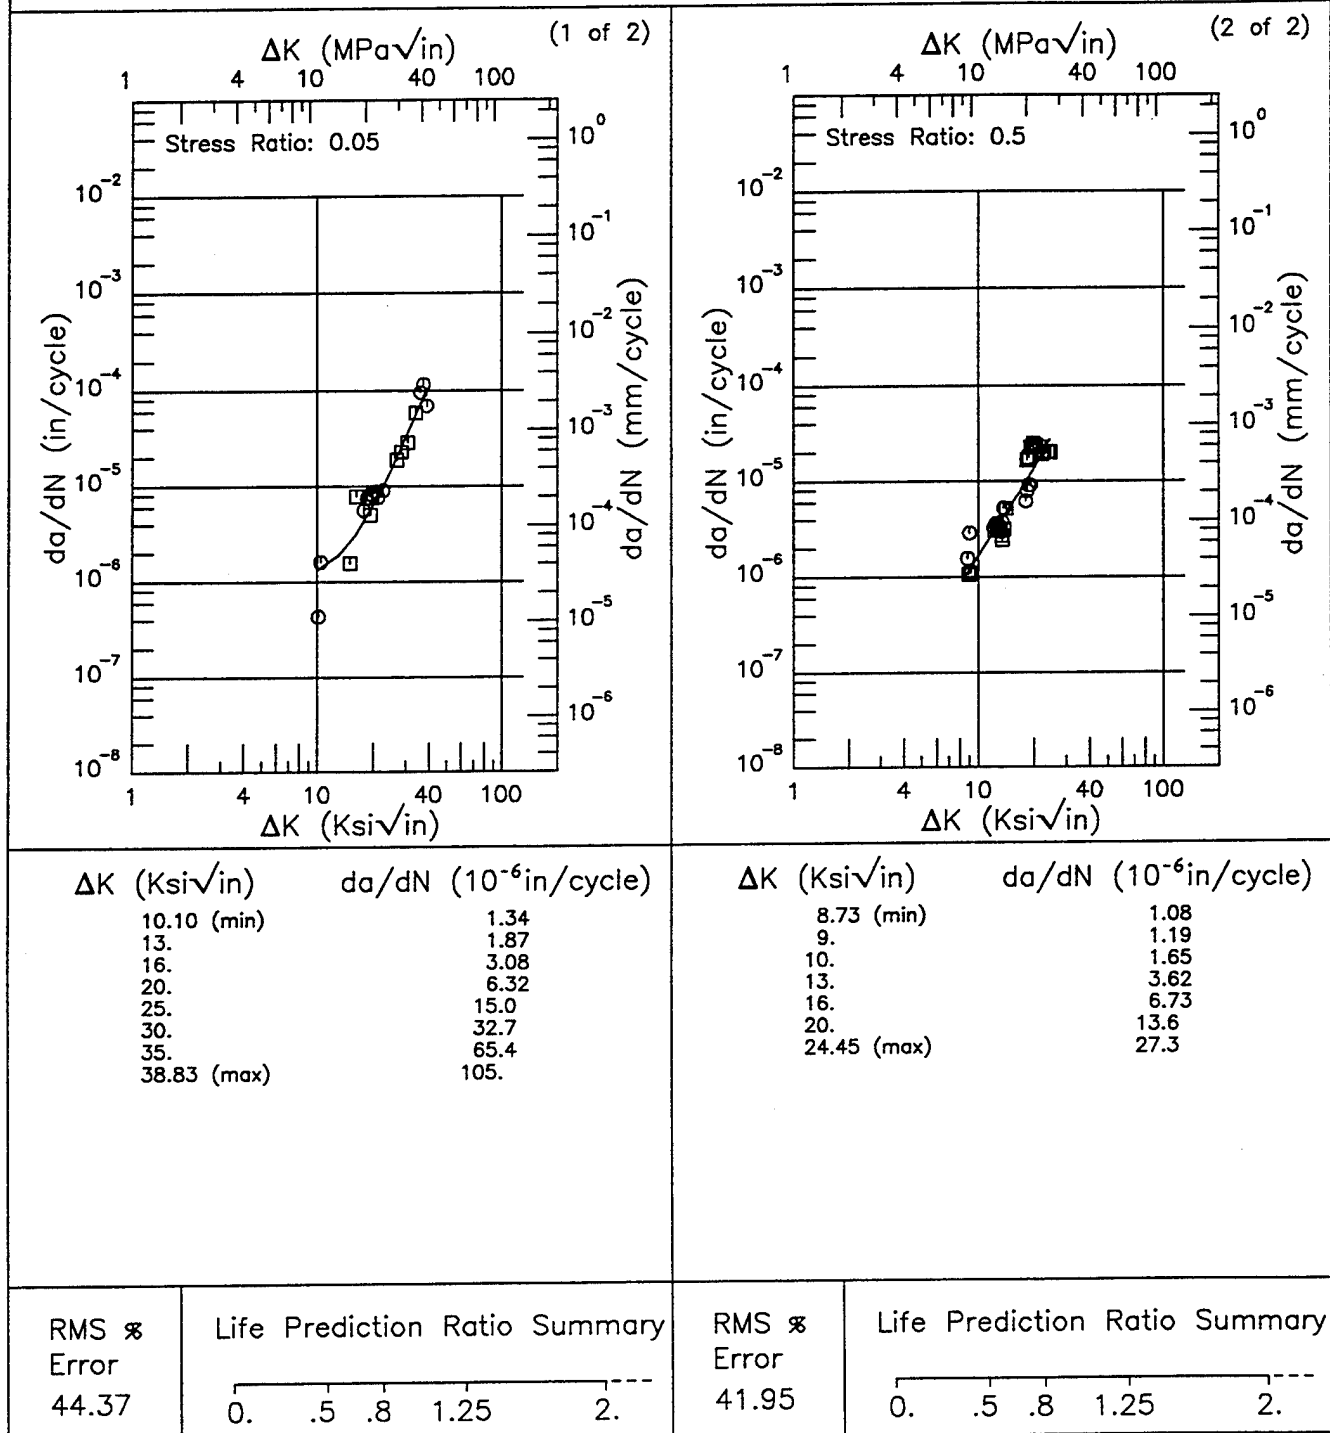 (1 of 2)
ΔK (MPa√in)
1 4 10 40 100
Stress Ratio: 0.05
da/dN (in/cycle)
10⁻²
10⁻³
10⁻⁴
10⁻⁵
10⁻⁶
10⁻⁷
10⁻⁸
10⁰
10⁻¹
10⁻²
10⁻³
10⁻⁴
10⁻⁵
10⁻⁶
da/dN (mm/cycle)
1 4 10 40 100
ΔK (Ksi√in)
ΔK (Ksi√in) da/dN (10⁻⁶in/cycle)
10.10 (min) 1.34
13. 1.87
16. 3.08
20. 6.32
25. 15.0
30. 32.7
35. 65.4
38.83 (max) 105.
RMS % Life Prediction Ratio Summary
Error
44.37
0. .5 .8 1.25 2.
(2 of 2)
ΔK (MPa√in)
1 4 10 40 100
Stress Ratio: 0.5
da/dN (in/cycle)
10⁻²
10⁻³
10⁻⁴
10⁻⁵
10⁻⁶
10⁻⁷
10⁻⁸
10⁰
10⁻¹
10⁻²
10⁻³
10⁻⁴
10⁻⁵
10⁻⁶
da/dN (mm/cycle)
1 4 10 40 100
ΔK (Ksi√in)
ΔK (Ksi√in) da/dN (10⁻⁶in/cycle)
8.73 (min) 1.08
9. 1.19
10. 1.65
13. 3.62
16. 6.73
20. 13.6
24.45 (max) 27.3
RMS % Life Prediction Ratio Summary
Error
41.95
0. .5 .8 1.25 2.